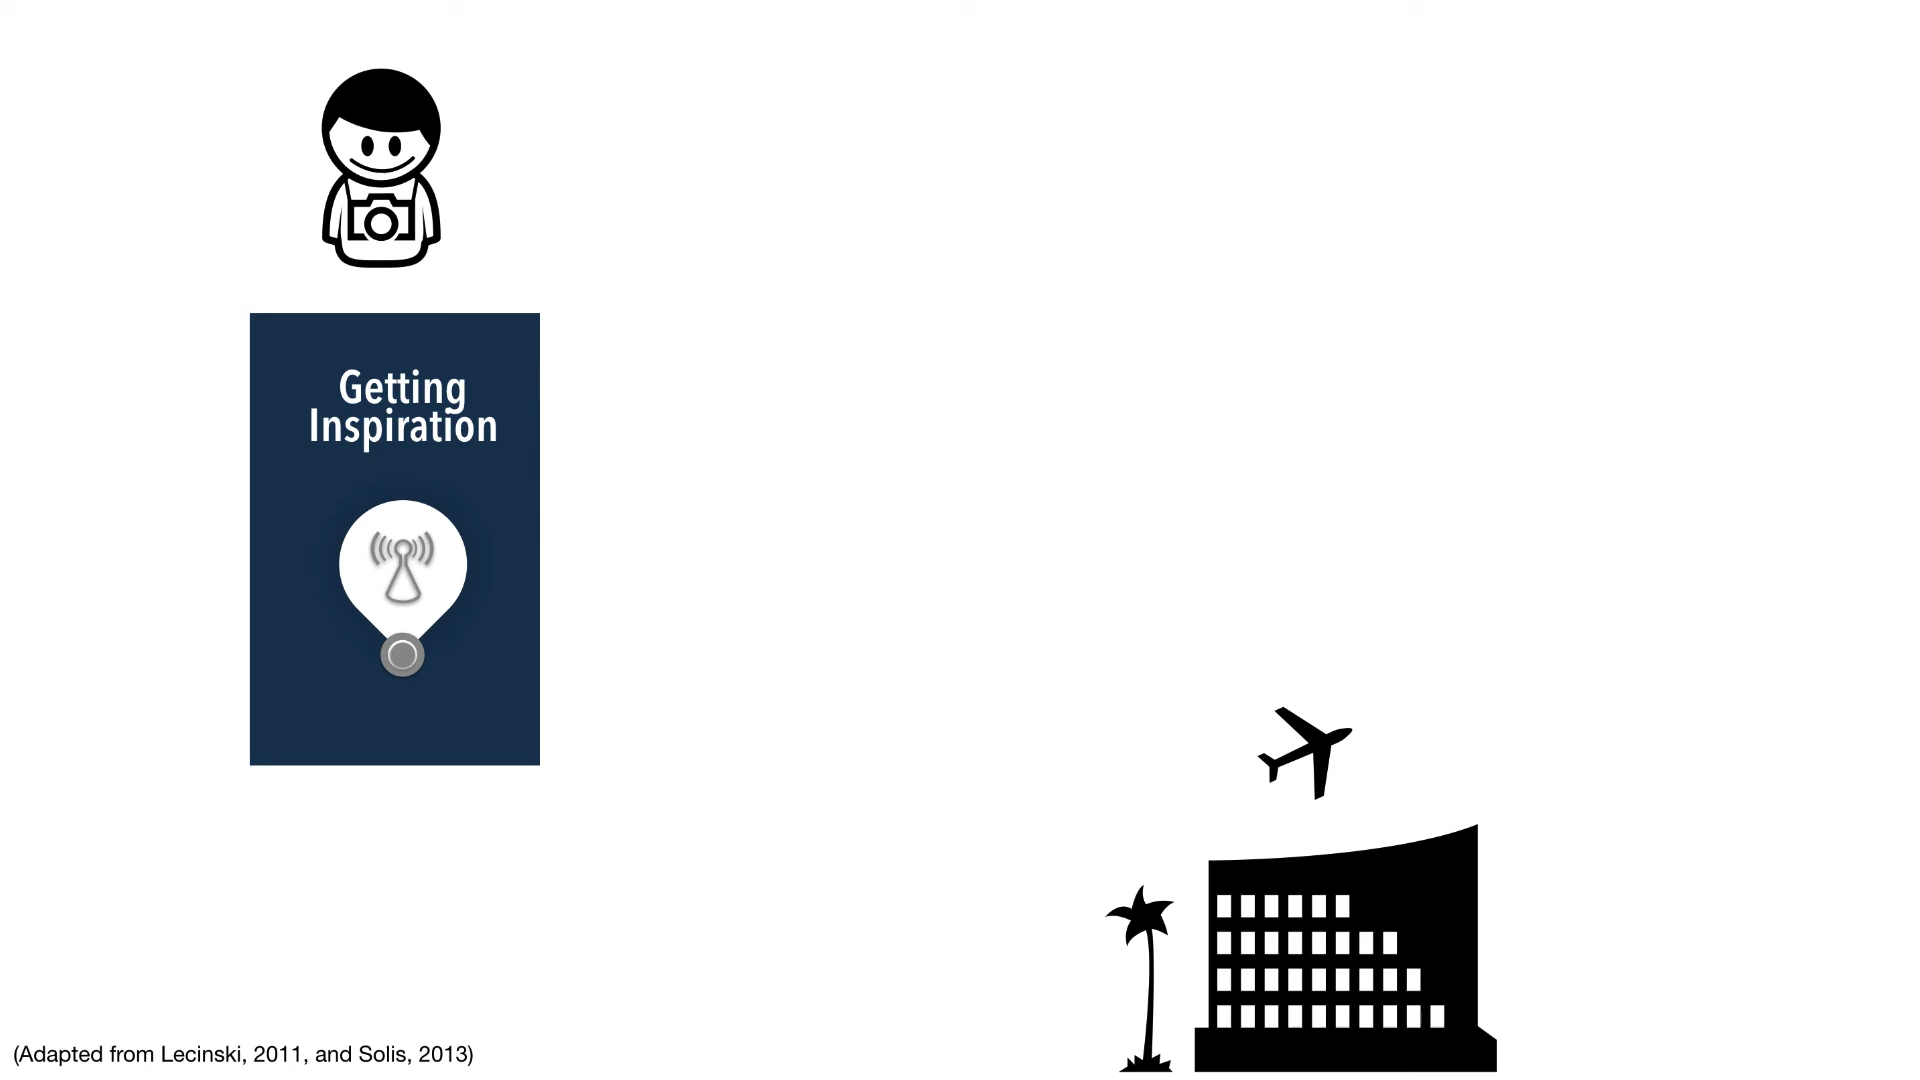 Getting
Inspiration
(Adapted from Lecinski, 2011, and Solis, 2013)